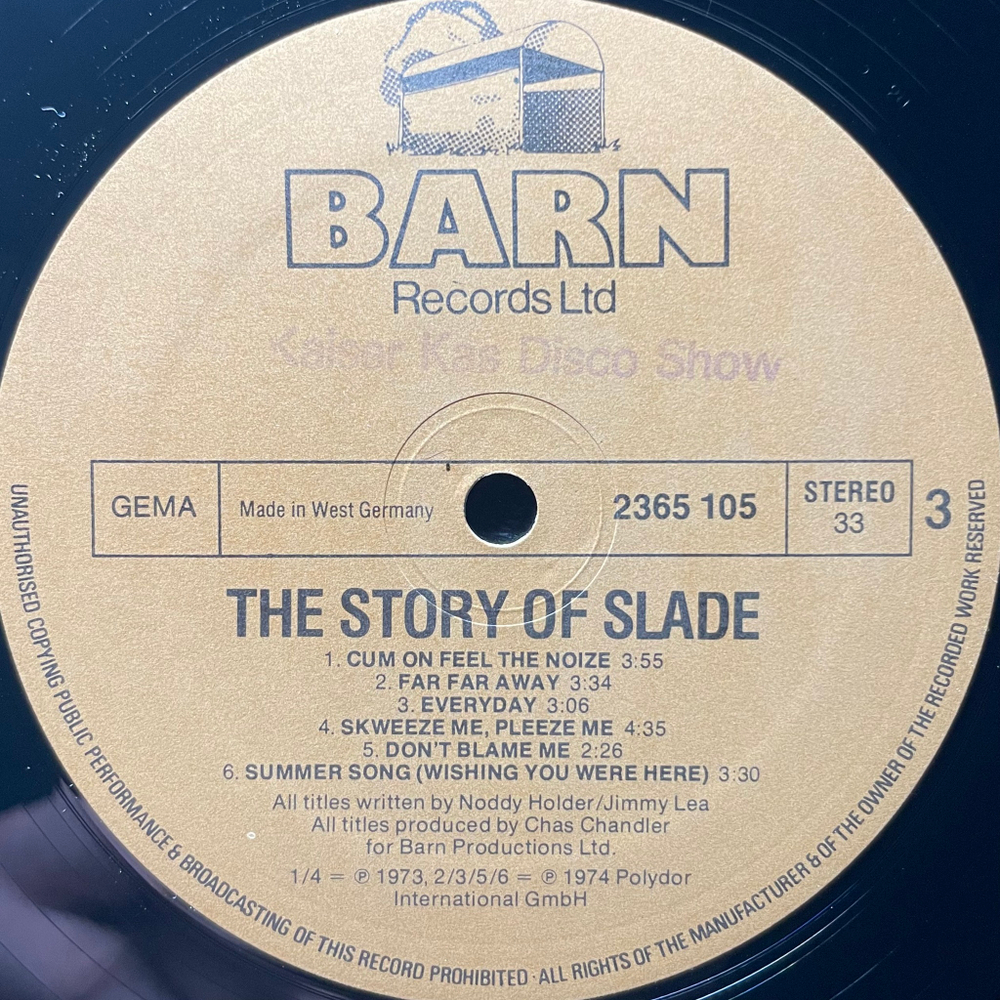 BARN
Records Ltd
Kaiser Kas Disco Show
GEMA
Made in West Germany
2365 105
STEREO
33
3
THE STORY OF SLADE
1. CUM ON FEEL THE NOIZE 3:55
2. FAR FAR AWAY 3:34
3. EVERYDAY 3:06
4. SKWEEZE ME, PLEEZE ME 4:35
5. DON'T BLAME ME 2:26
6. SUMMER SONG (WISHING YOU WERE HERE) 3:30
All titles written by Noddy Holder/Jimmy Lea
All titles produced by Chas Chandler
for Barn Productions Ltd.
1/4 = ℗ 1973, 2/3/5/6 = ℗ 1974 Polydor
International GmbH
UNAUTHORISED COPYING PUBLIC PERFORMANCE & BROADCASTING OF THIS RECORD PROHIBITED · ALL RIGHTS OF THE MANUFACTURER & OF THE OWNER OF THE RECORDED WORK RESERVED